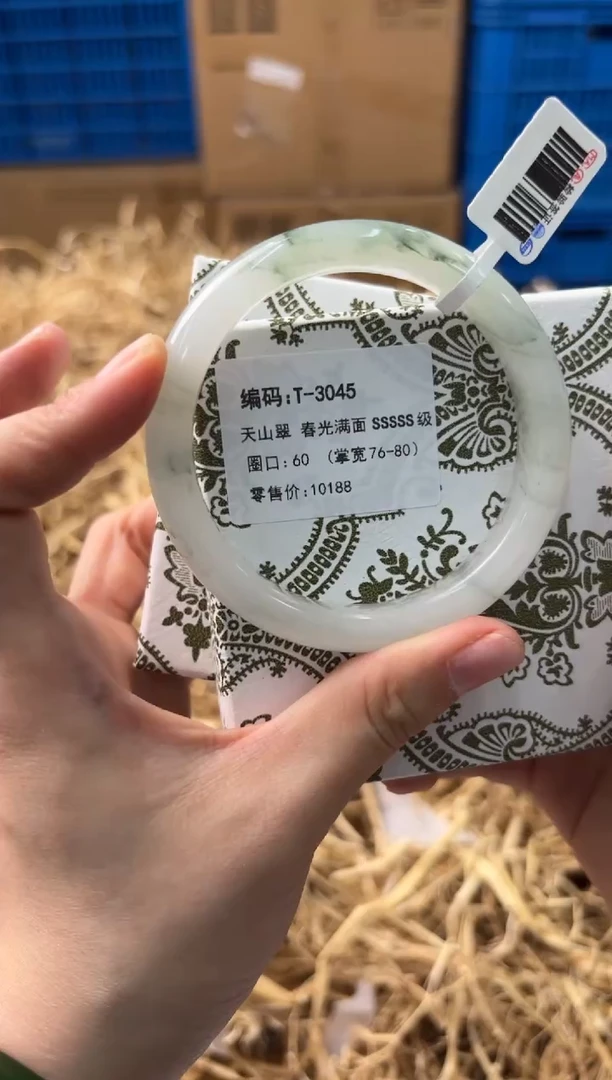 编码:T-3045
天山翠 春光满面 SSSSS级
圈口:60 (掌宽76-80)
零售价:10188